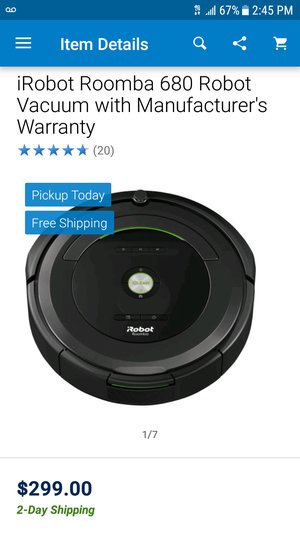 67% 2:45 PM
Item Details
iRobot Roomba 680 Robot
Vacuum with Manufacturer's
Warranty
(20)
Pickup Today
Free Shipping
CLEAN
iRobot
Roomba
1/7
$299.00
2-Day Shipping